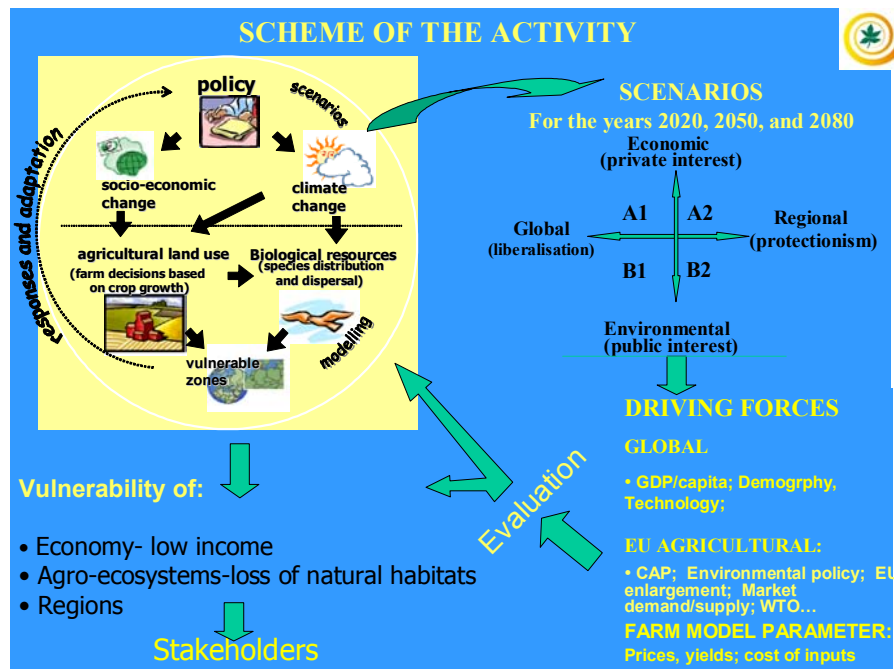 SCHEME OF THE ACTIVITY
policy
scenarios
socio-economic
change
climate
change
responses and adaptation
agricultural land use
(farm decisions based
on crop growth)
Biological resources
(species distribution
and dispersal)
modelling
vulnerable
zones
SCENARIOS
For the years 2020, 2050, and 2080
Economic
(private interest)
A1 A2
Global
(liberalisation)
Regional
(protectionism)
B1 B2
Environmental
(public interest)
DRIVING FORCES
GLOBAL
• GDP/capita; Demogrphy,
Technology;
EU AGRICULTURAL:
• CAP; Environmental policy; EU
enlargement; Market
demand/supply; WTO...
FARM MODEL PARAMETER:
Prices, yields; cost of inputs
Evaluation
Vulnerability of:
• Economy- low income
• Agro-ecosystems-loss of natural habitats
• Regions
Stakeholders